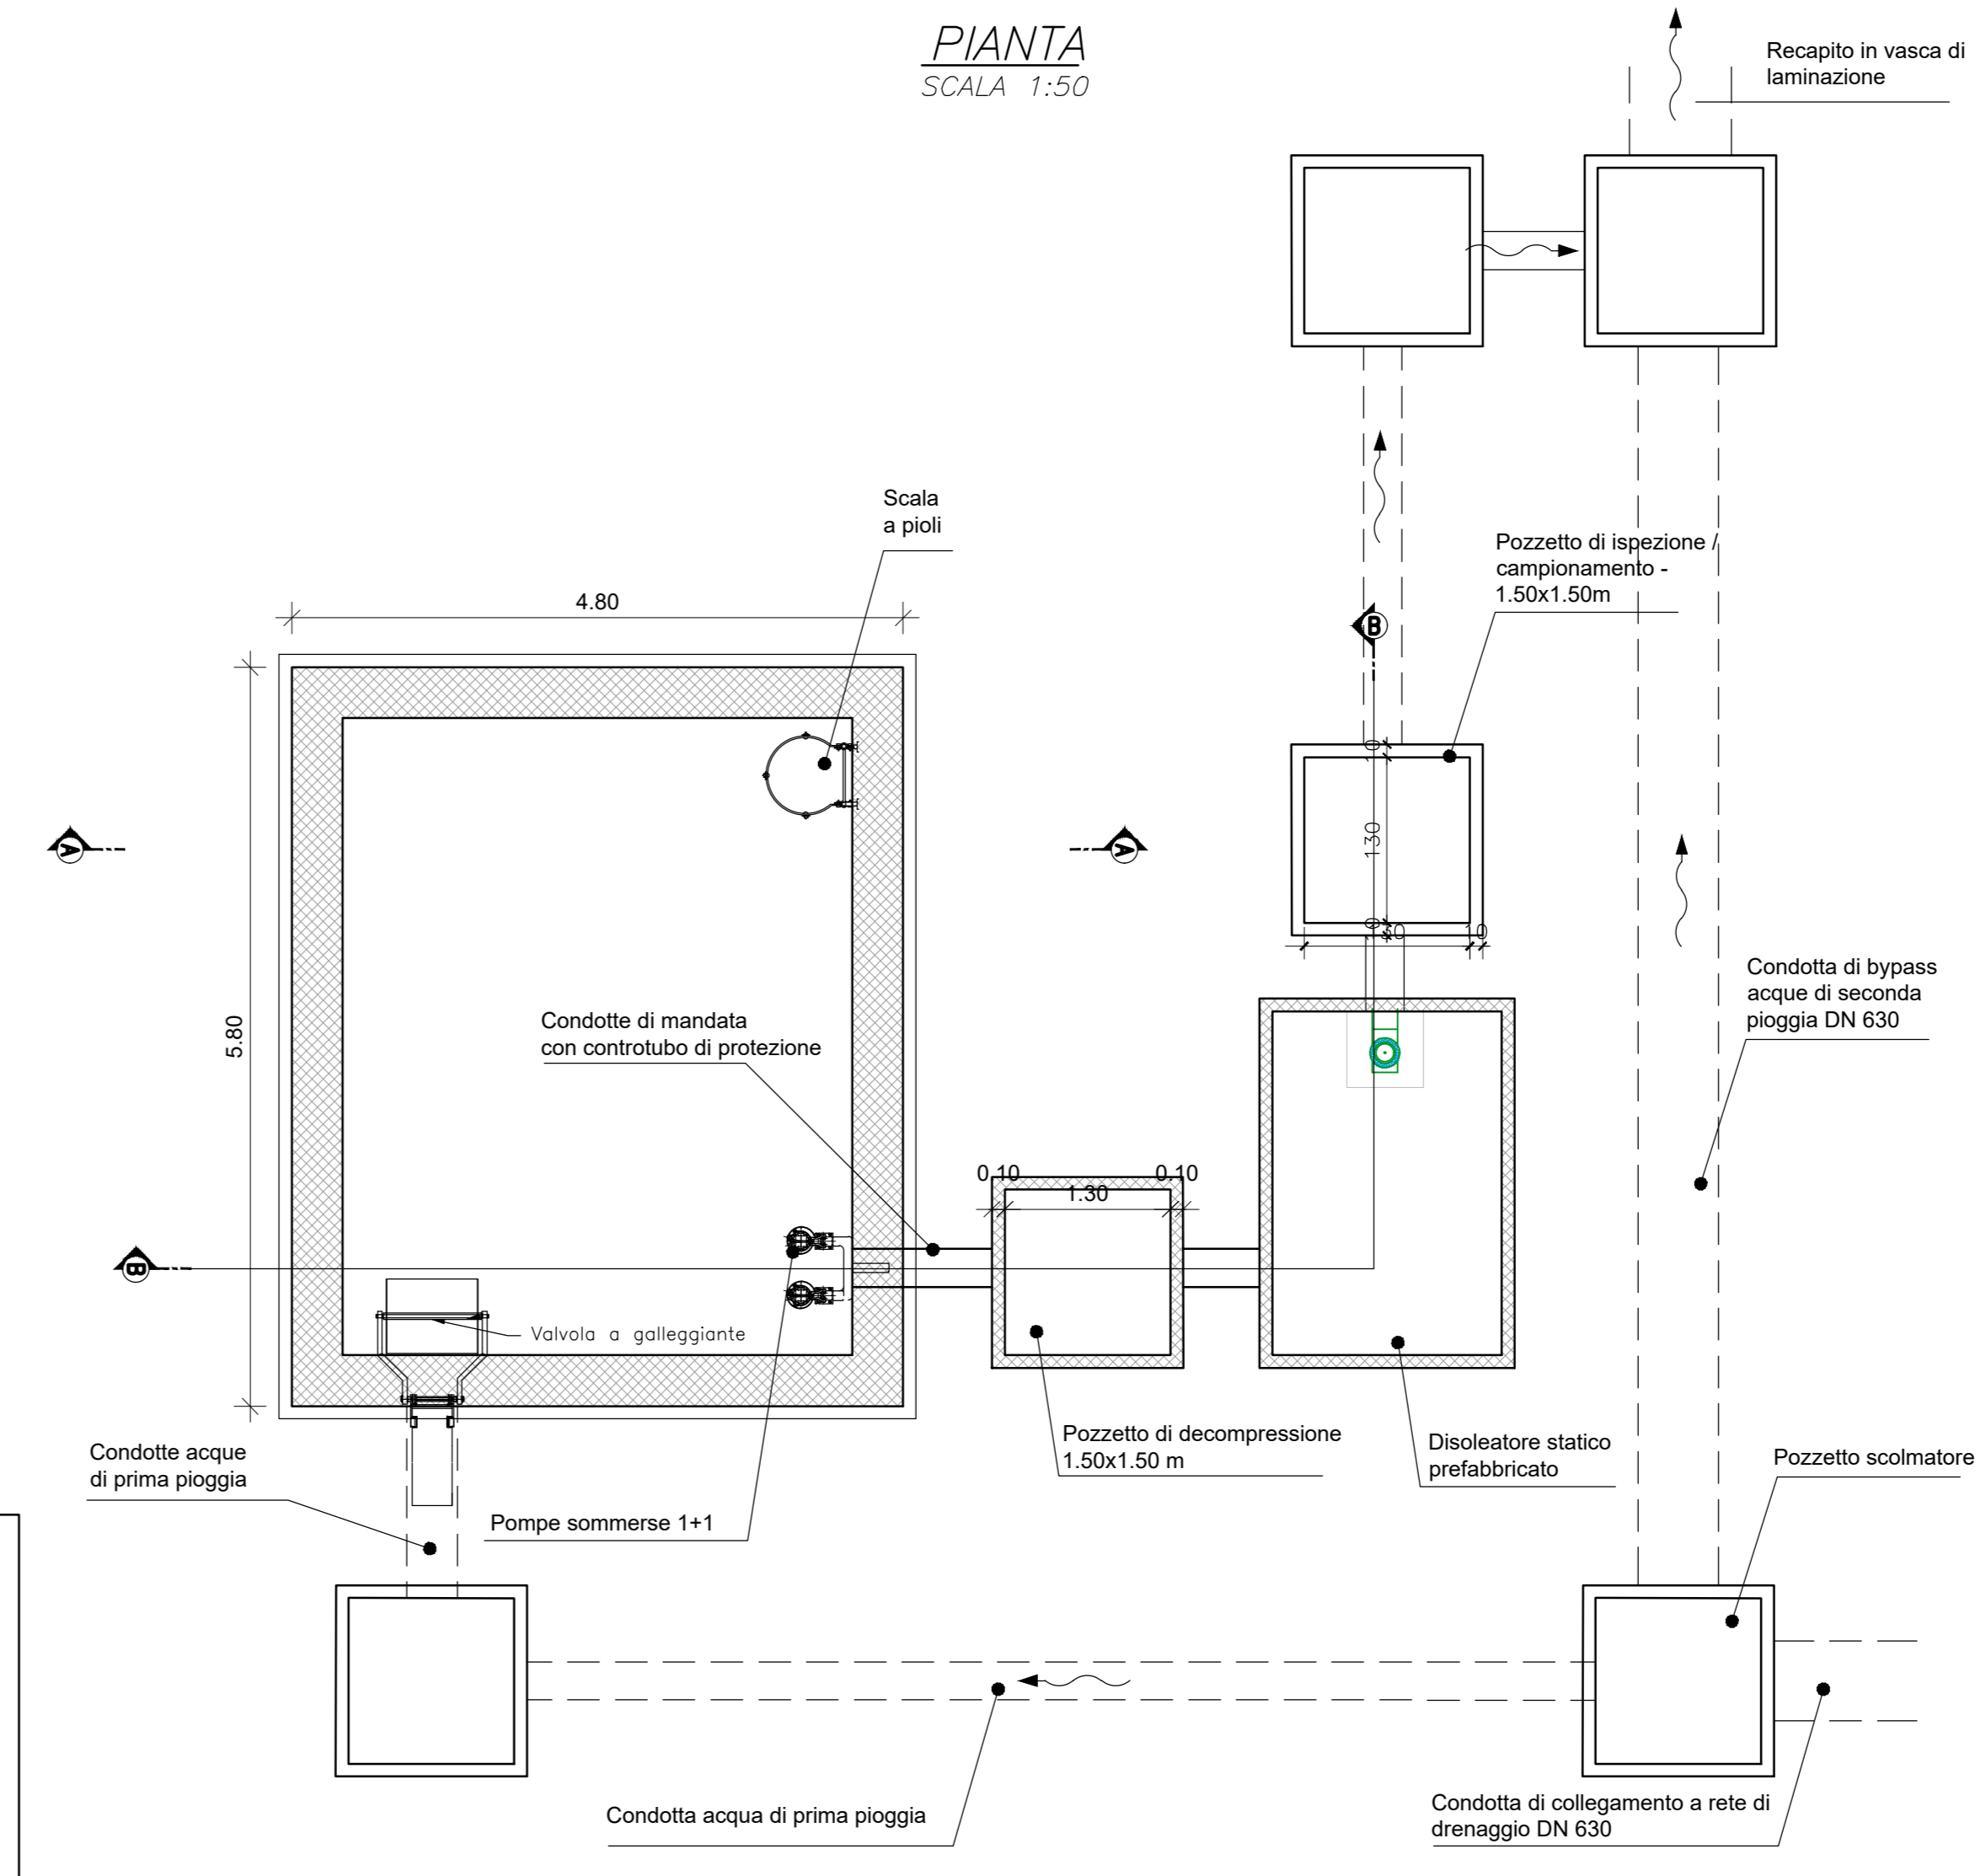 PIANTA
SCALA 1:50
Recapito in vasca di
laminazione
Scala
a pioli
Pozzetto di ispezione /
campionamento -
1.50x1.50m
4.80
B
10
130
A
A
10
Condotta di bypass
acque di seconda
pioggia DN 630
Condotte di mandata
con controtubo di protezione
5.80
0.10
0.10
1.30
B
Valvola a galleggiante
Pozzetto di decompressione
1.50x1.50 m
Disoleatore statico
prefabbricato
Pozzetto scolmatore
Condotte acque
di prima pioggia
Pompe sommerse 1+1
Condotta acqua di prima pioggia
Condotta di collegamento a rete di
drenaggio DN 630